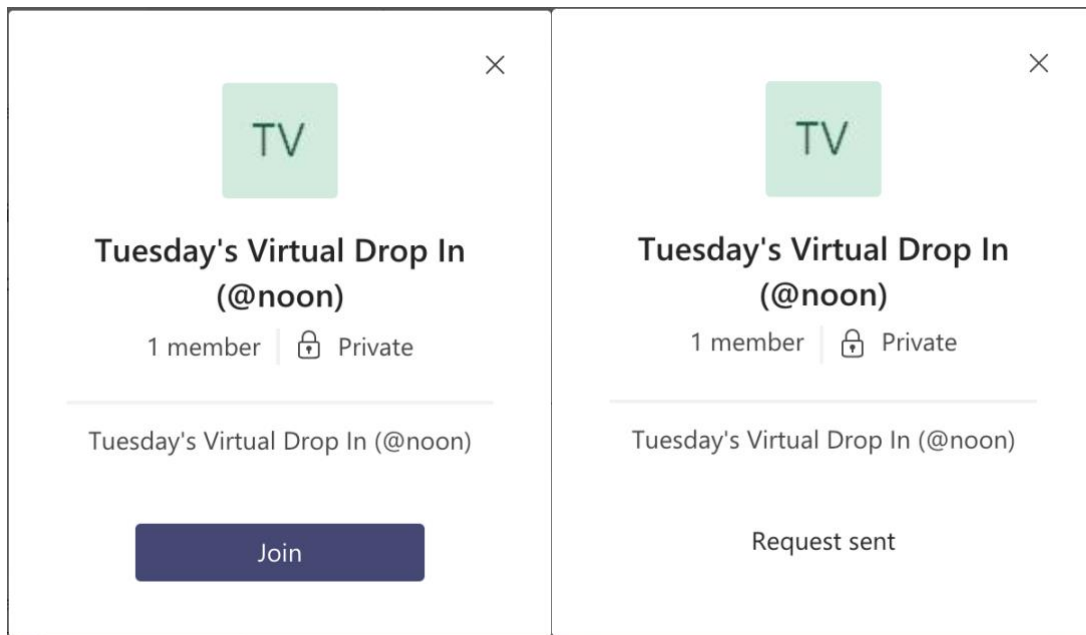 TV
Tuesday's Virtual Drop In
(@noon)
1 member Private
Tuesday's Virtual Drop In (@noon)
Join
TV
Tuesday's Virtual Drop In
(@noon)
1 member Private
Tuesday's Virtual Drop In (@noon)
Request sent